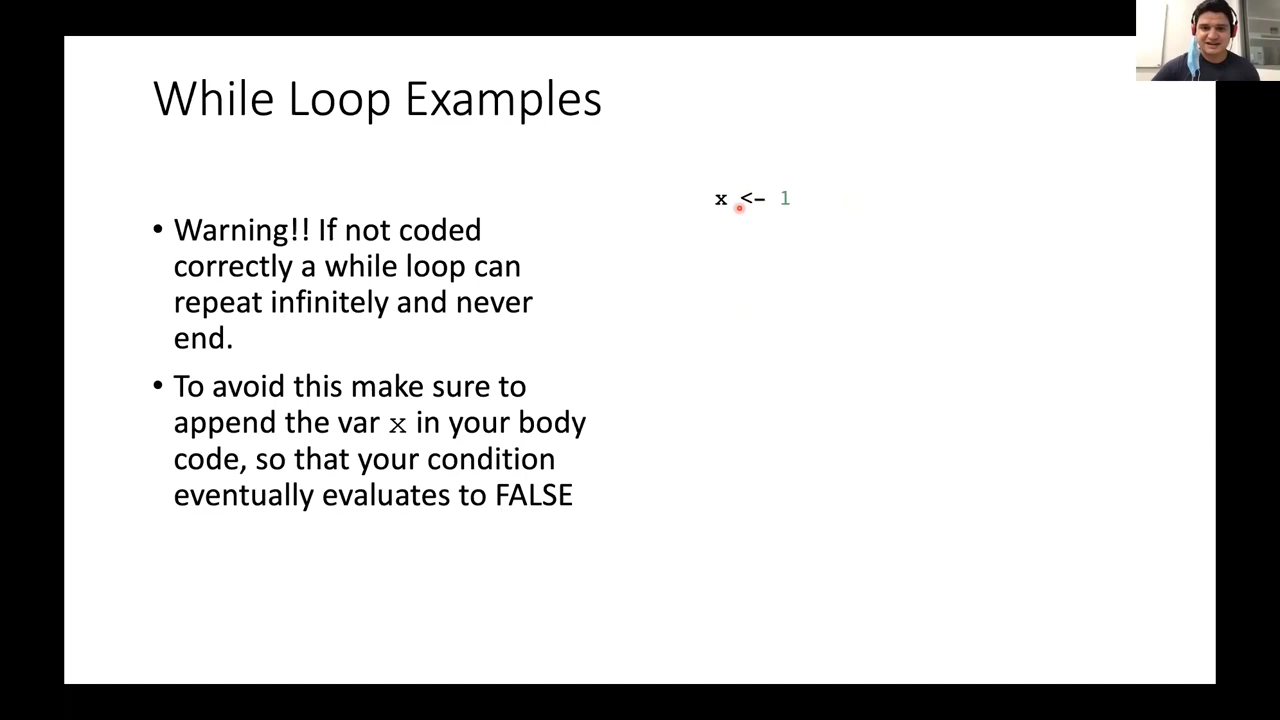 While Loop Examples
x <- 1
• Warning!! If not coded
correctly a while loop can
repeat infinitely and never
end.
• To avoid this make sure to
append the var x in your body
code, so that your condition
eventually evaluates to FALSE